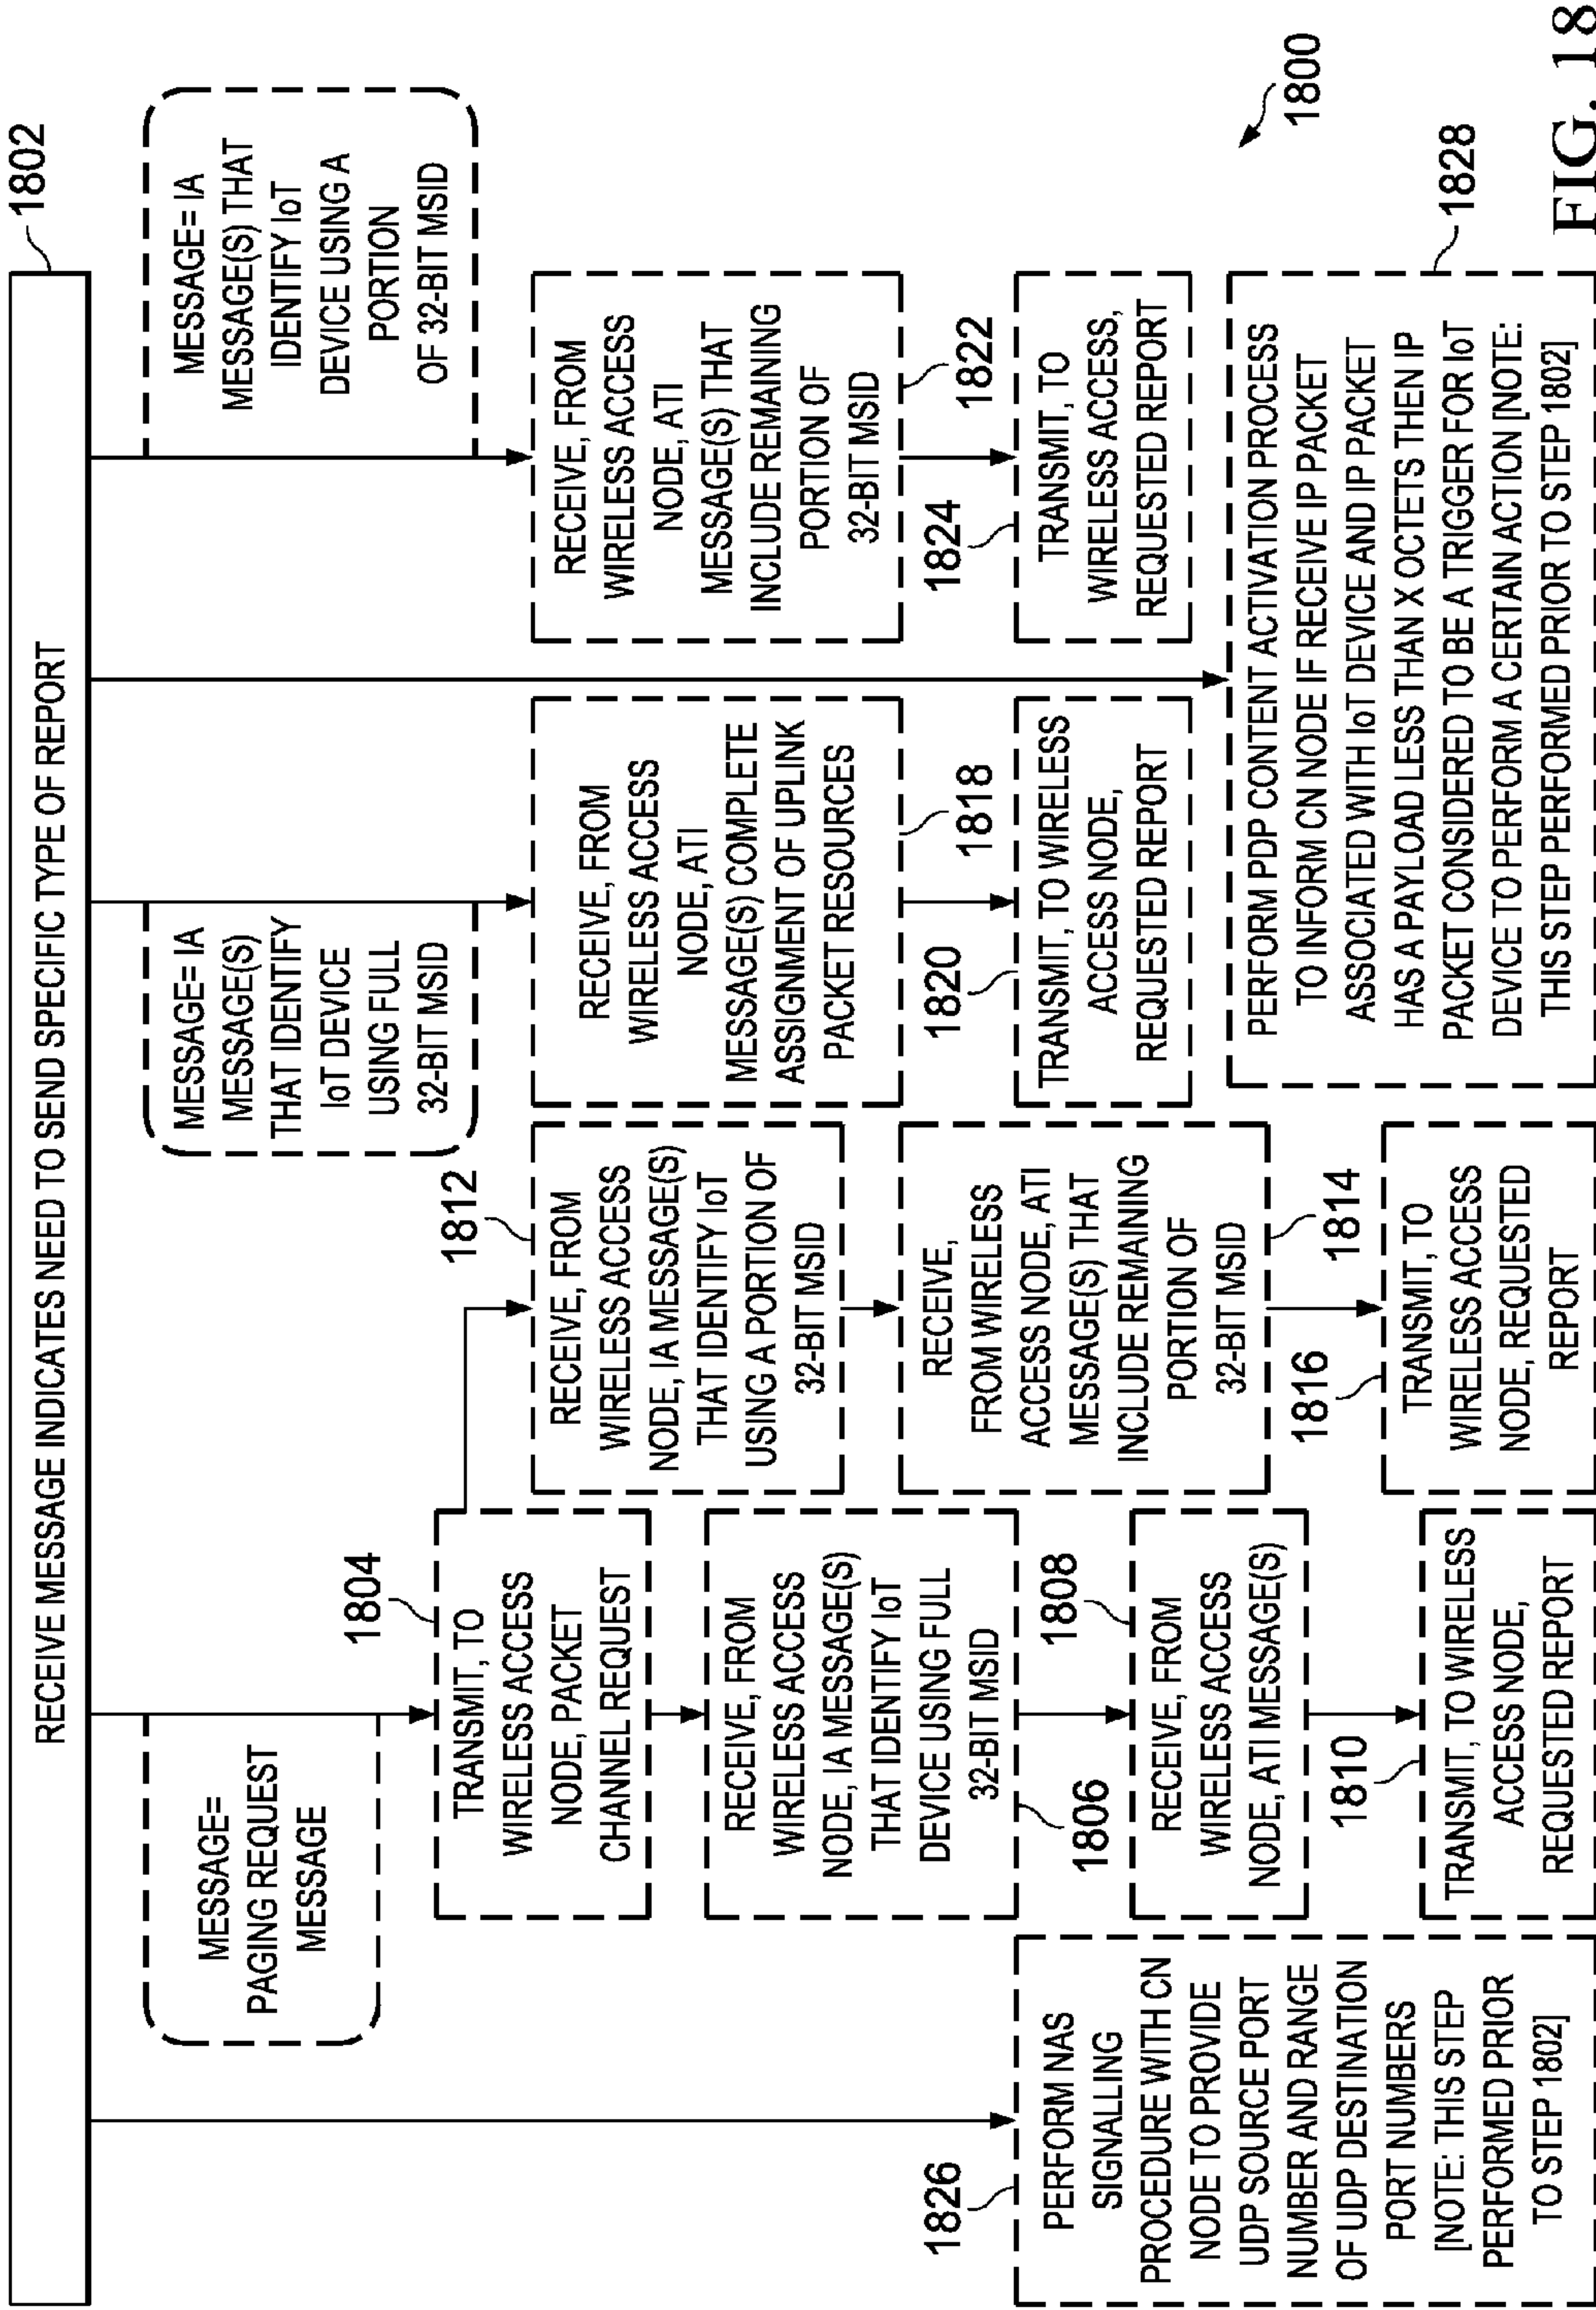 RECEIVE MESSAGE INDICATES NEED TO SEND SPECIFIC TYPE OF REPORT
1802
MESSAGE=
PAGING REQUEST
MESSAGE
MESSAGE= IA
MESSAGE(S)
THAT IDENTIFY
IoT DEVICE
USING FULL
32-BIT MSID
MESSAGE= IA
MESSAGE(S) THAT
IDENTIFY IoT
DEVICE USING A
PORTION
OF 32-BIT MSID
1826
PERFORM NAS
SIGNALLING
PROCEDURE WITH CN
NODE TO PROVIDE
UDP SOURCE PORT
NUMBER AND RANGE
OF UDP DESTINATION
PORT NUMBERS
[NOTE: THIS STEP
PERFORMED PRIOR
TO STEP 1802]
1804
TRANSMIT, TO
WIRELESS ACCESS
NODE, PACKET
CHANNEL REQUEST
RECEIVE, FROM
WIRELESS ACCESS
NODE, IA MESSAGE(S)
THAT IDENTIFY IoT
DEVICE USING FULL
32-BIT MSID
1806
1808
RECEIVE, FROM
WIRELESS ACCESS
NODE, ATI MESSAGE(S)
1810
TRANSMIT, TO WIRELESS
ACCESS NODE,
REQUESTED REPORT
1812
RECEIVE, FROM
WIRELESS ACCESS
NODE, IA MESSAGE(S)
THAT IDENTIFY IoT
USING A PORTION OF
32-BIT MSID
RECEIVE,
FROM WIRELESS
ACCESS NODE, ATI
MESSAGE(S) THAT
INCLUDE REMAINING
PORTION OF
32-BIT MSID
1814
1816
TRANSMIT, TO
WIRELESS ACCESS
NODE, REQUESTED
REPORT
RECEIVE, FROM
WIRELESS ACCESS
NODE, ATI
MESSAGE(S) COMPLETE
ASSIGNMENT OF UPLINK
PACKET RESOURCES
1818
1820
TRANSMIT, TO WIRELESS
ACCESS NODE,
REQUESTED REPORT
RECEIVE, FROM
WIRELESS ACCESS
NODE, ATI
MESSAGE(S) THAT
INCLUDE REMAINING
PORTION OF
32-BIT MSID
1822
1824
TRANSMIT, TO
WIRELESS ACCESS,
REQUESTED REPORT
PERFORM PDP CONTENT ACTIVATION PROCESS
TO INFORM CN NODE IF RECEIVE IP PACKET
ASSOCIATED WITH IoT DEVICE AND IP PACKET
HAS A PAYLOAD LESS THAN X OCTETS THEN IP
PACKET CONSIDERED TO BE A TRIGGER FOR IoT
DEVICE TO PERFORM A CERTAIN ACTION [NOTE:
THIS STEP PERFORMED PRIOR TO STEP 1802]
1828
1800
FIG. 18